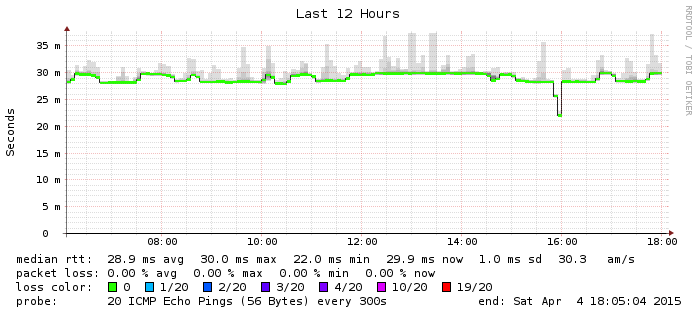 Last 12 Hours
RRDTOOL / TOBI OETIKER
Seconds
35 m
30 m
25 m
20 m
15 m
10 m
5 m
0
08:00 10:00 12:00 14:00 16:00 18:00
median rtt: 28.9 ms avg 30.0 ms max 22.0 ms min 29.9 ms now 1.0 ms sd 30.3 am/s
packet loss: 0.00 % avg 0.00 % max 0.00 % min 0.00 % now
loss color: 0 1/20 2/20 3/20 4/20 10/20 19/20
probe: 20 ICMP Echo Pings (56 Bytes) every 300s end: Sat Apr 4 18:05:04 2015